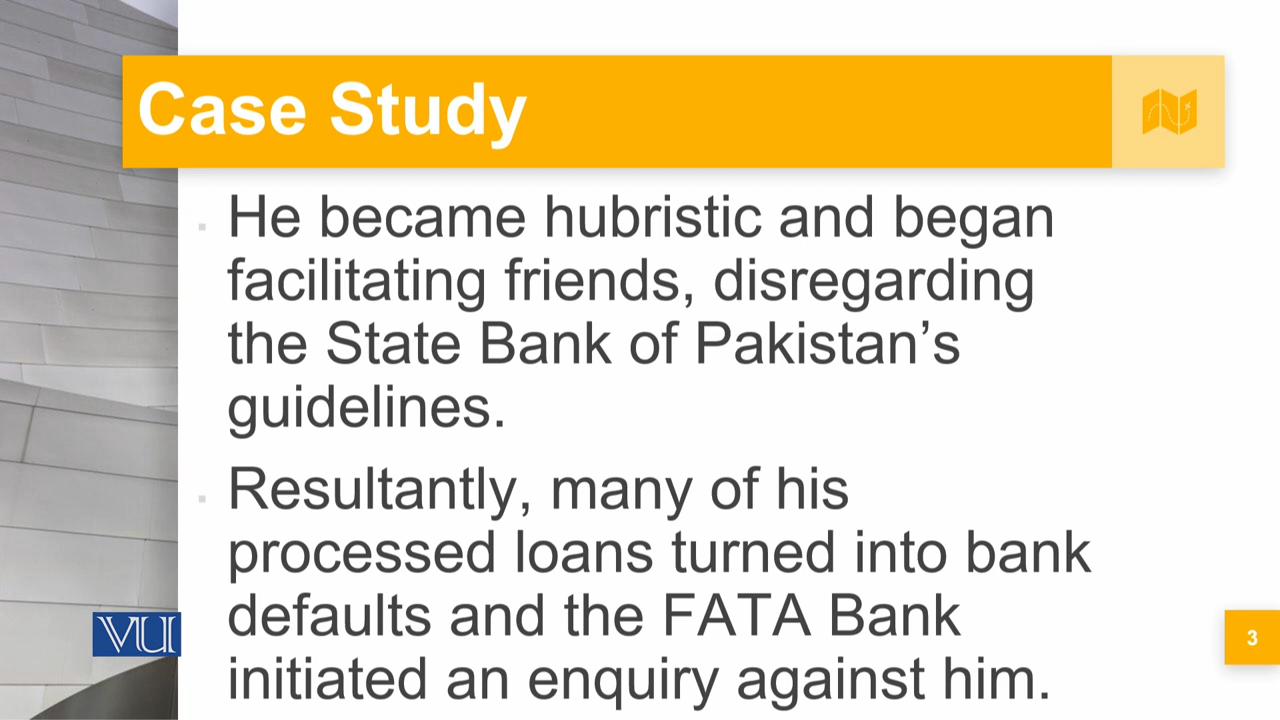 Case Study
He became hubristic and began
facilitating friends, disregarding
the State Bank of Pakistan’s
guidelines.
Resultantly, many of his
processed loans turned into bank
defaults and the FATA Bank
initiated an enquiry against him.
VU
3